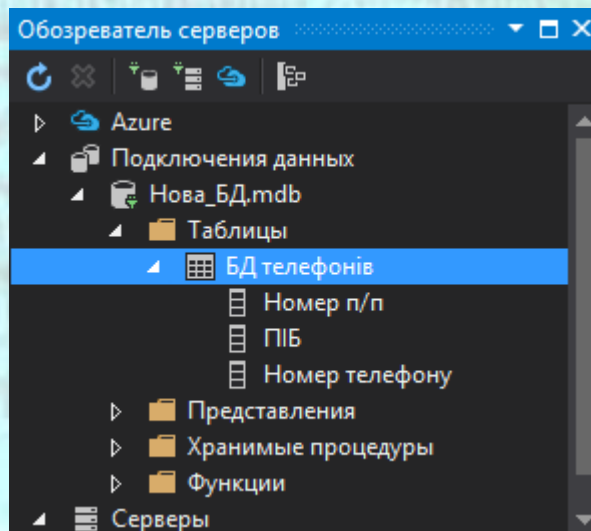 Обозреватель серверов
Azure
Подключения данных
Нова_БД.mdb
Таблицы
БД телефонів
Номер п/п
ПІБ
Номер телефону
Представления
Хранимые процедуры
Функции
Серверы